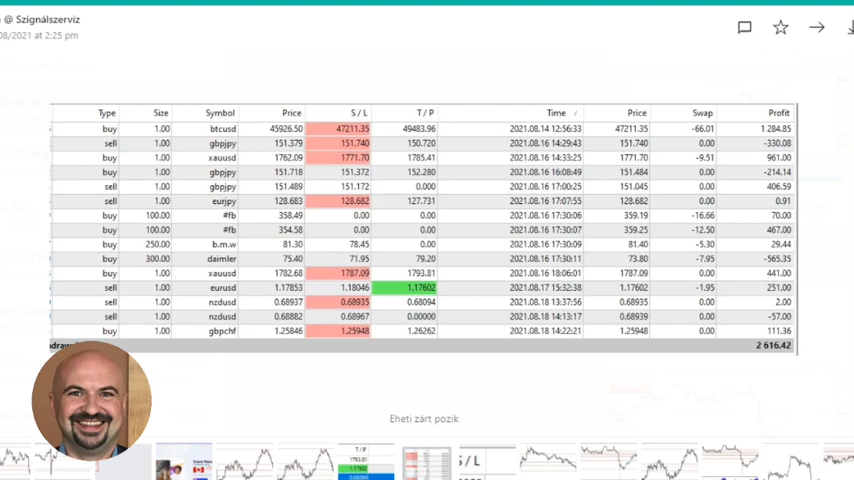 @ Szignálszervíz
08/2021 at 2:25 pm
Type Size Symbol Price S / L T / P Time / Price Swap Profit
buy 1.00 btcusd 45926.50 47211.35 49483.96 2021.08.14 12:56:33 47211.35 -66.01 1 284.85
sell 1.00 gbpjpy 151.379 151.740 150.720 2021.08.16 14:29:43 151.740 0.00 -330.08
buy 1.00 xauusd 1762.09 1771.70 1785.41 2021.08.16 14:33:25 1771.70 -9.51 961.00
buy 1.00 gbpjpy 151.718 151.372 152.280 2021.08.16 16:08:49 151.484 0.00 -214.14
sell 1.00 gbpjpy 151.489 151.172 0.000 2021.08.16 17:00:25 151.045 0.00 406.59
sell 1.00 eurjpy 128.683 128.682 127.731 2021.08.16 17:07:55 128.682 0.00 0.91
buy 100.00 #fb 358.49 0.00 0.00 2021.08.16 17:30:06 359.19 -16.66 70.00
buy 100.00 #fb 354.58 0.00 0.00 2021.08.16 17:30:07 359.25 -12.50 467.00
buy 250.00 b.m.w 81.30 78.45 0.00 2021.08.16 17:30:09 81.40 -5.30 29.44
buy 300.00 daimler 75.40 71.95 79.20 2021.08.16 17:30:11 73.80 -7.95 -565.35
buy 1.00 xauusd 1782.68 1787.09 1793.81 2021.08.16 18:06:01 1787.09 0.00 441.00
sell 1.00 eurusd 1.17853 1.18046 1.17602 2021.08.17 15:32:38 1.17602 -1.95 251.00
sell 1.00 nzdusd 0.68937 0.68935 0.68094 2021.08.18 13:37:56 0.68935 0.00 2.00
sell 1.00 nzdusd 0.68882 0.68967 0.00000 2021.08.18 14:13:17 0.68939 0.00 -57.00
buy 1.00 gbpchf 1.25846 1.25948 1.26262 2021.08.18 14:22:21 1.25948 0.00 111.36
2 616.42
Eheti zárt pozik
T / P
1793.81
1.17602
S/L